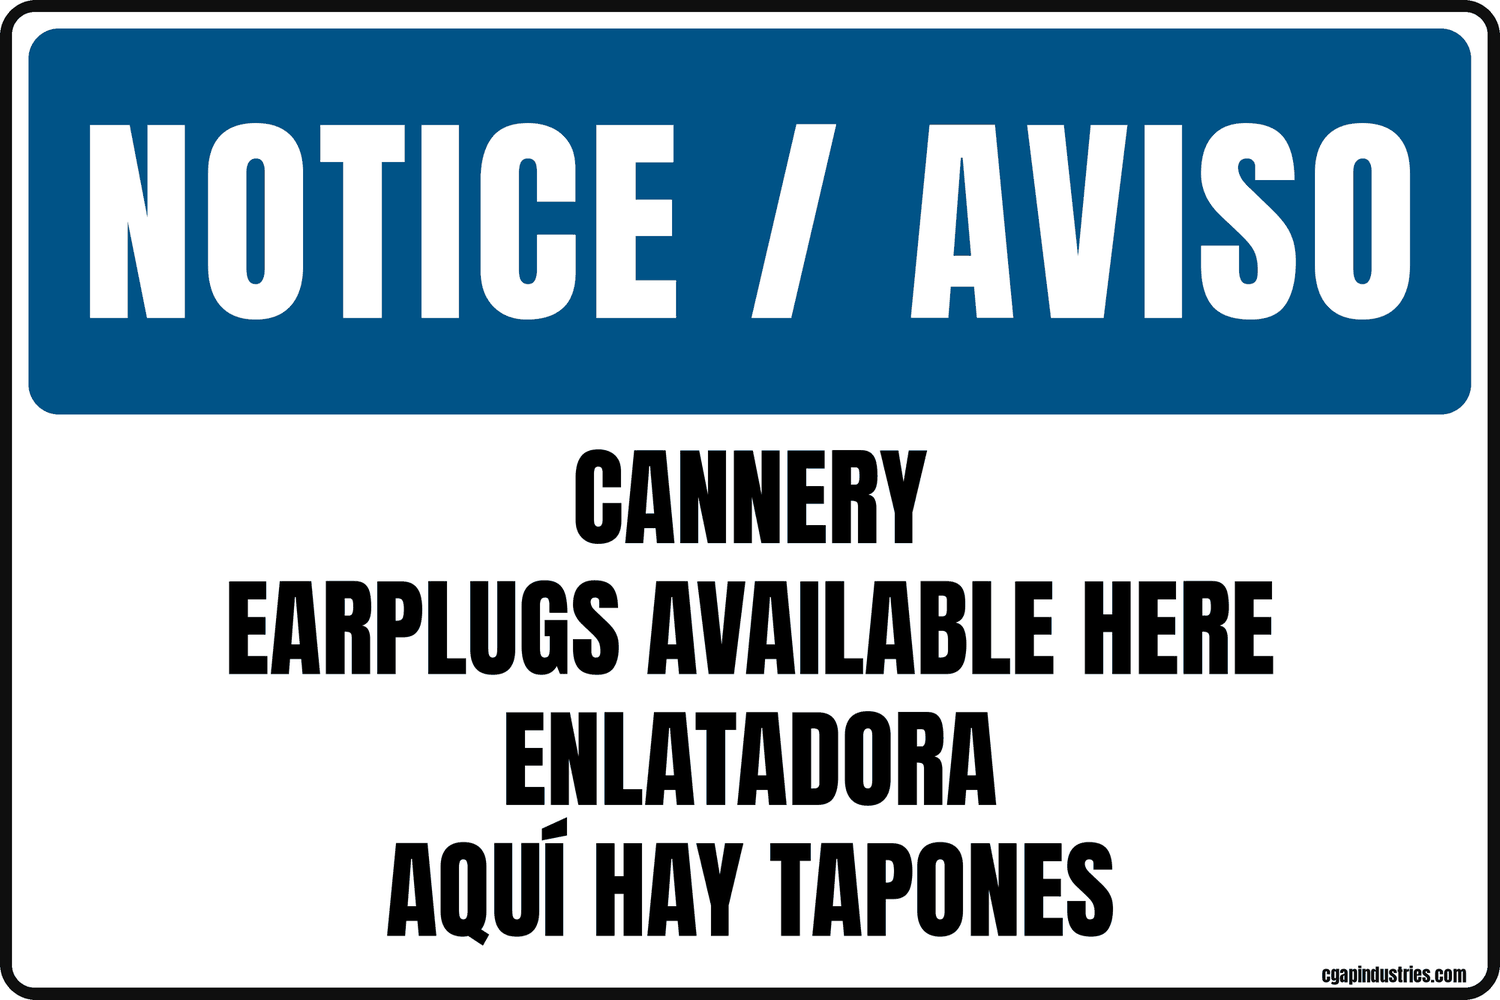 NOTICE / AVISO
CANNERY
EARPLUGS AVAILABLE HERE
ENLATADORA
AQUÍ HAY TAPONES
cgapindustries.com